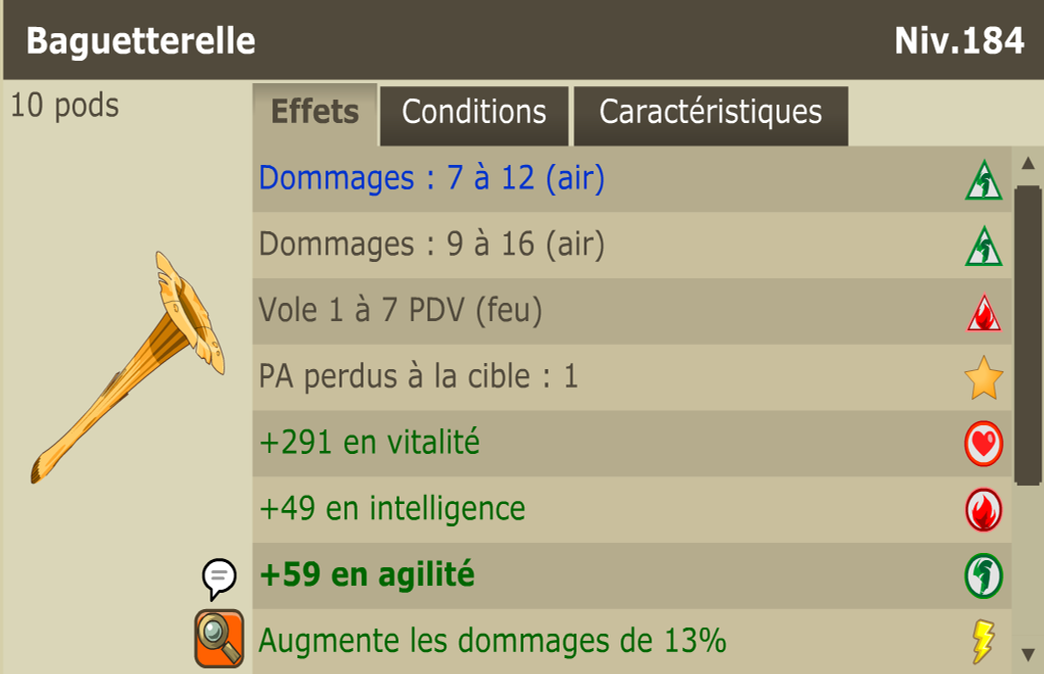 Baguetterelle
Niv.184
10 pods
Effets
Conditions
Caractéristiques
Dommages : 7 à 12 (air)
Dommages : 9 à 16 (air)
Vole 1 à 7 PDV (feu)
PA perdus à la cible : 1
+291 en vitalité
+49 en intelligence
+59 en agilité
Augmente les dommages de 13%